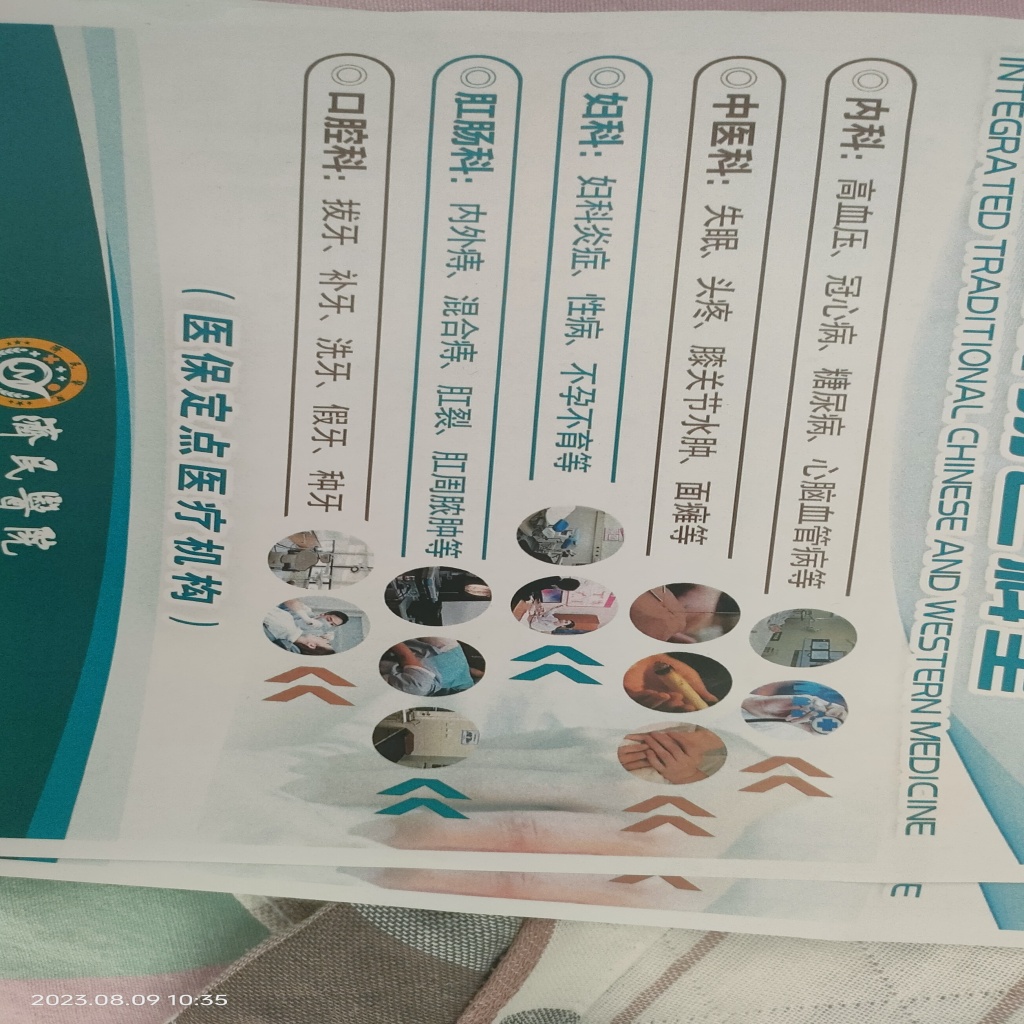 INTEGRATED TRADITIONAL CHINESE AND WESTERN MEDICINE
内科：高血压、冠心病、糖尿病、心脑血管病等
中医科：失眠、头疼、膝关节水肿、面瘫等
妇科：妇科炎症、性病、不孕不育等
肛肠科：内外痔、混合痔、肛裂、肛周脓肿等
口腔科：拔牙、补牙、洗牙、假牙、种牙
（医保定点医疗机构）
濟民醫院
E
2023.08.09 10:35